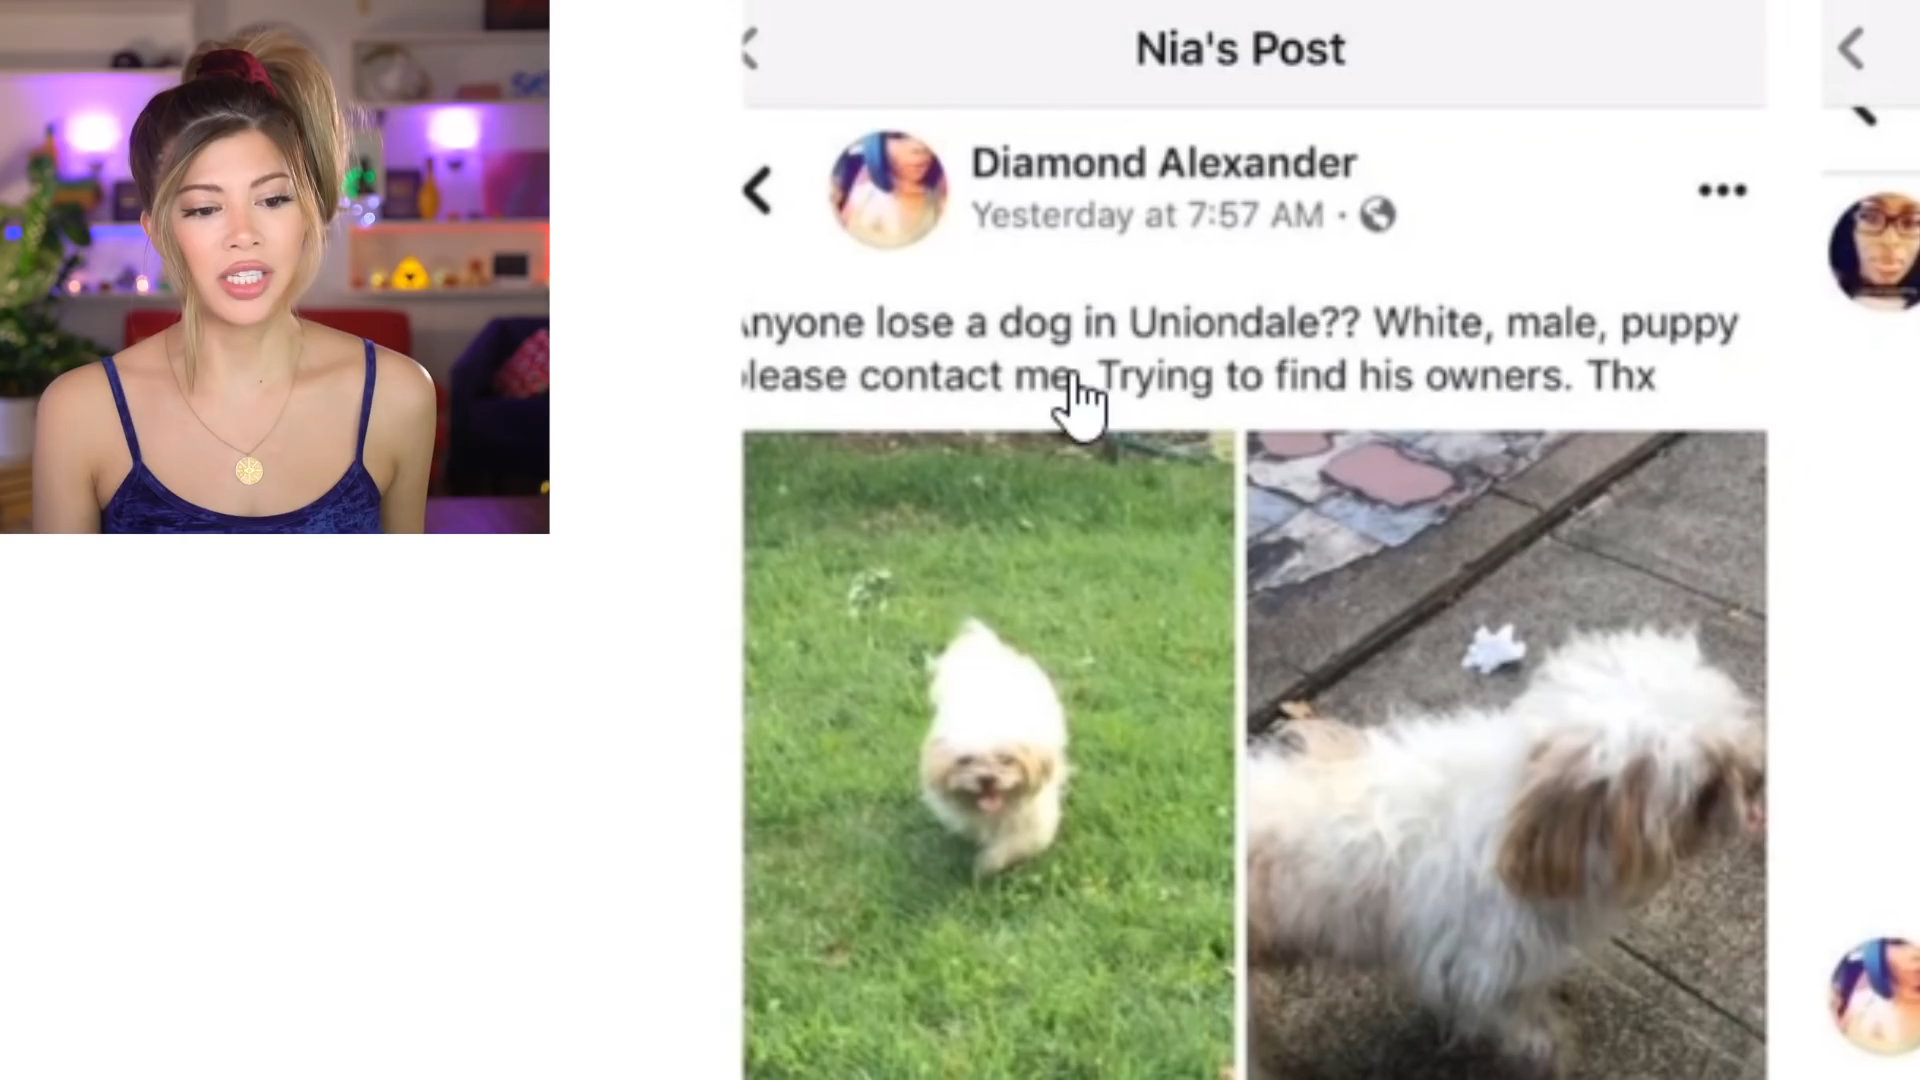 Nia's Post
Diamond Alexander
Yesterday at 7:57 AM ·
nyone lose a dog in Uniondale?? White, male, puppy
lease contact me. Trying to find his owners. Thx